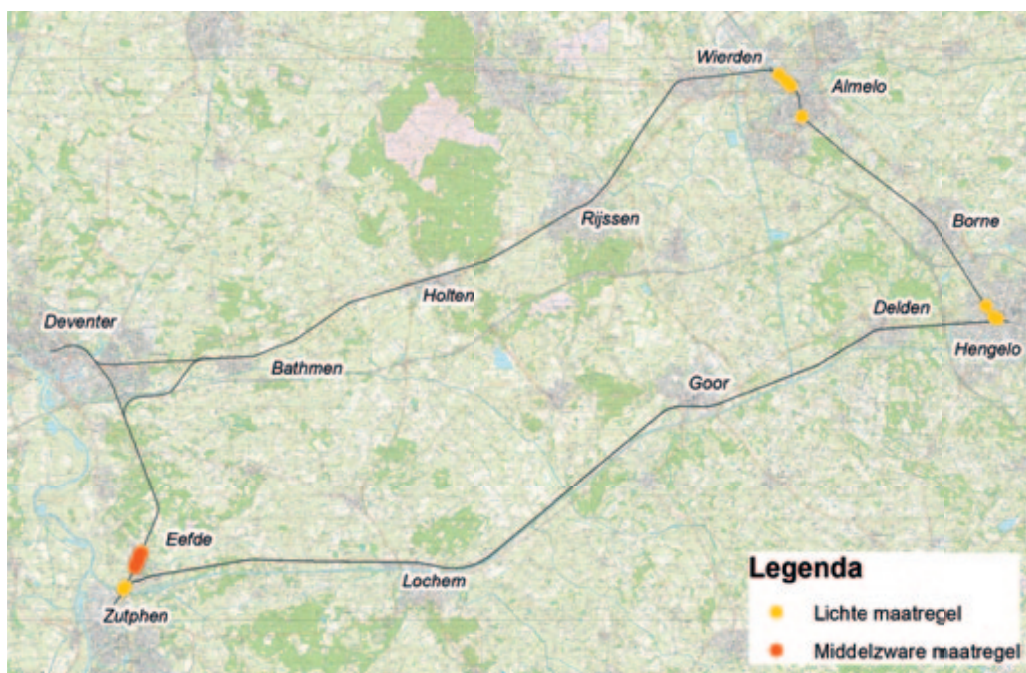 Wierden
Almelo
Rijssen
Borne
Holten
Delden
Deventer
Hengelo
Bathmen
Goor
Eefde
Lochem
Zutphen
Legenda
Lichte maatregel
Middelzware maatregel